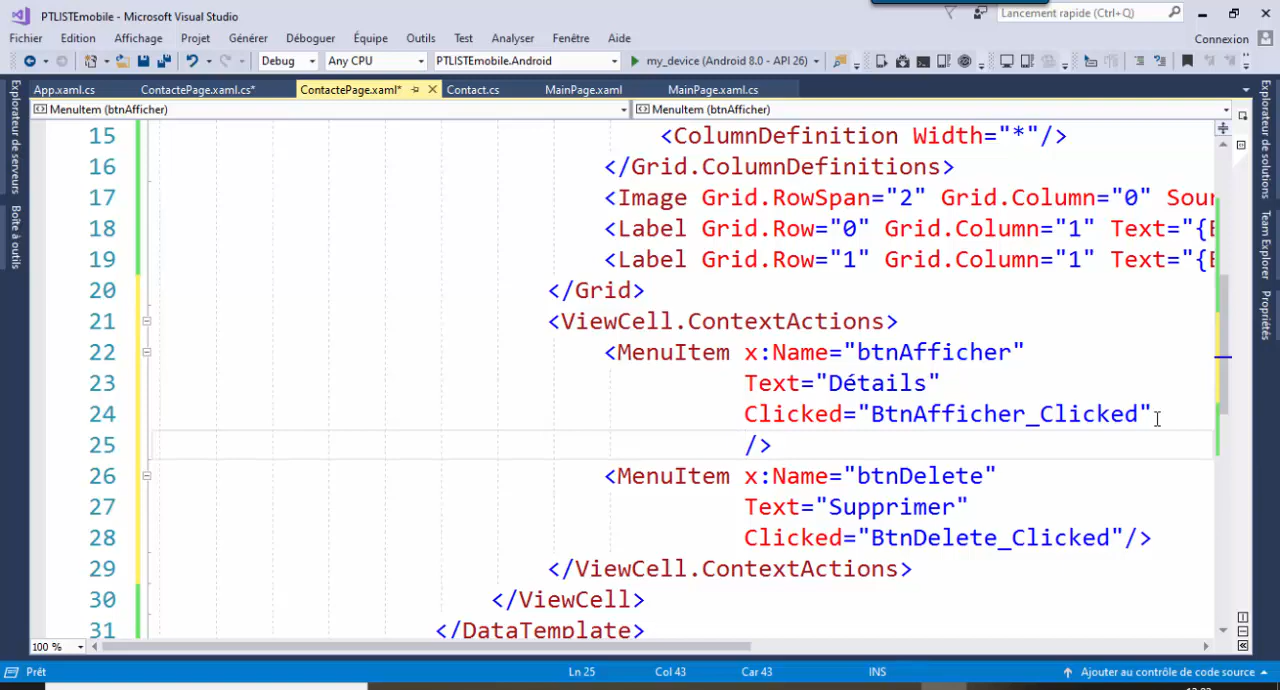 PTLISTEmobile - Microsoft Visual Studio
Lancement rapide (Ctrl+Q)
Fichier Edition Affichage Projet Générer Déboguer Équipe Outils Test Analyser Fenêtre Aide
Connexion
Debug Any CPU PTLISTEmobile.Android my_device (Android 8.0 - API 26)
App.xaml.cs ContactePage.xaml.cs* ContactePage.xaml* Contact.cs MainPage.xaml MainPage.xaml.cs
MenuItem (btnAfficher) MenuItem (btnAfficher)
Explorateur de serveurs
Boîte à outils
15 <ColumnDefinition Width="*"/>
16 </Grid.ColumnDefinitions>
17 <Image Grid.RowSpan="2" Grid.Column="0" Sour
18 <Label Grid.Row="0" Grid.Column="1" Text="{
19 <Label Grid.Row="1" Grid.Column="1" Text="{
20 </Grid>
21 <ViewCell.ContextActions>
22 <MenuItem x:Name="btnAfficher"
23 Text="Détails"
24 Clicked="BtnAfficher_Clicked"
25 />
26 <MenuItem x:Name="btnDelete"
27 Text="Supprimer"
28 Clicked="BtnDelete_Clicked"/>
29 </ViewCell.ContextActions>
30 </ViewCell>
31 </DataTemplate>
Explorateur de solutions
Team Explorer
Propriétés
100 %
Prêt Ln 25 Col 43 Car 43 INS Ajouter au contrôle de code source